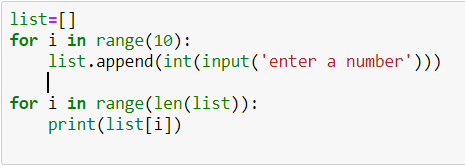 list=[]
for i in range(10):
    list.append(int(input('enter a number')))
for i in range(len(list)):
    print(list[i])